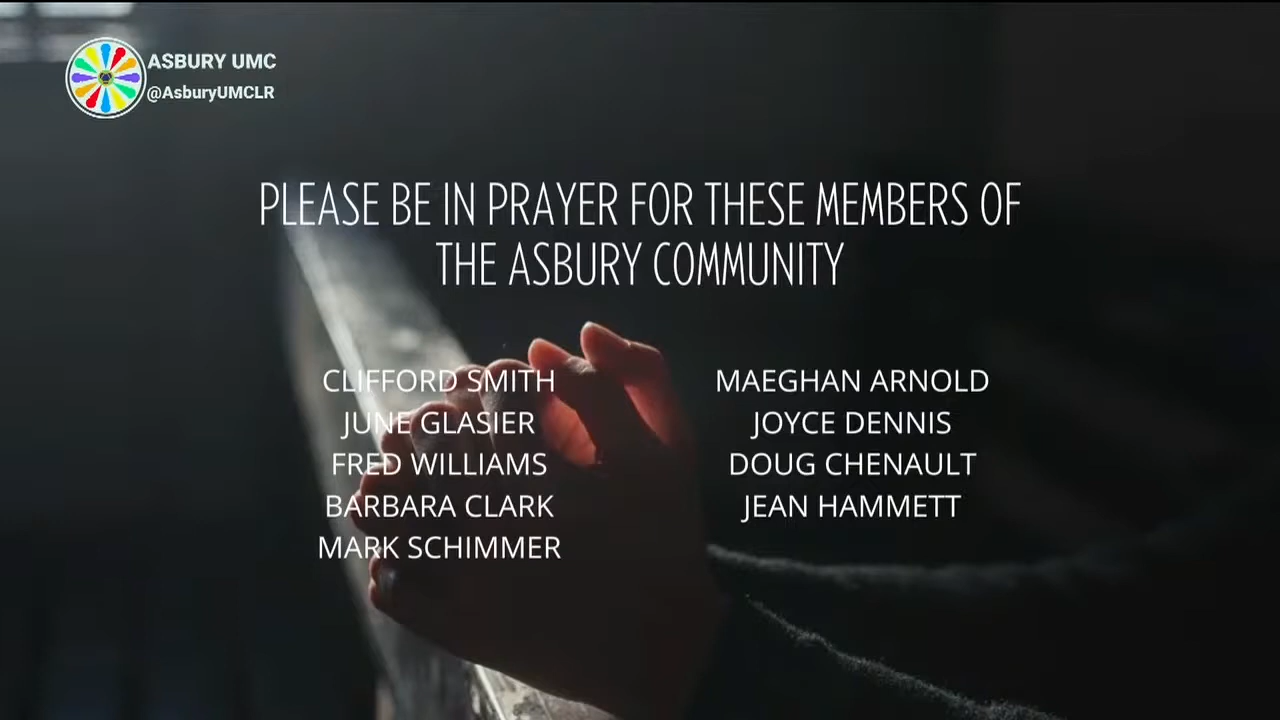 ASBURY UMC
@AsburyUMCLR
PLEASE BE IN PRAYER FOR THESE MEMBERS OF
THE ASBURY COMMUNITY
CLIFFORD SMITH
JUNE GLASIER
FRED WILLIAMS
BARBARA CLARK
MARK SCHIMMER
MAEGHAN ARNOLD
JOYCE DENNIS
DOUG CHENAULT
JEAN HAMMETT